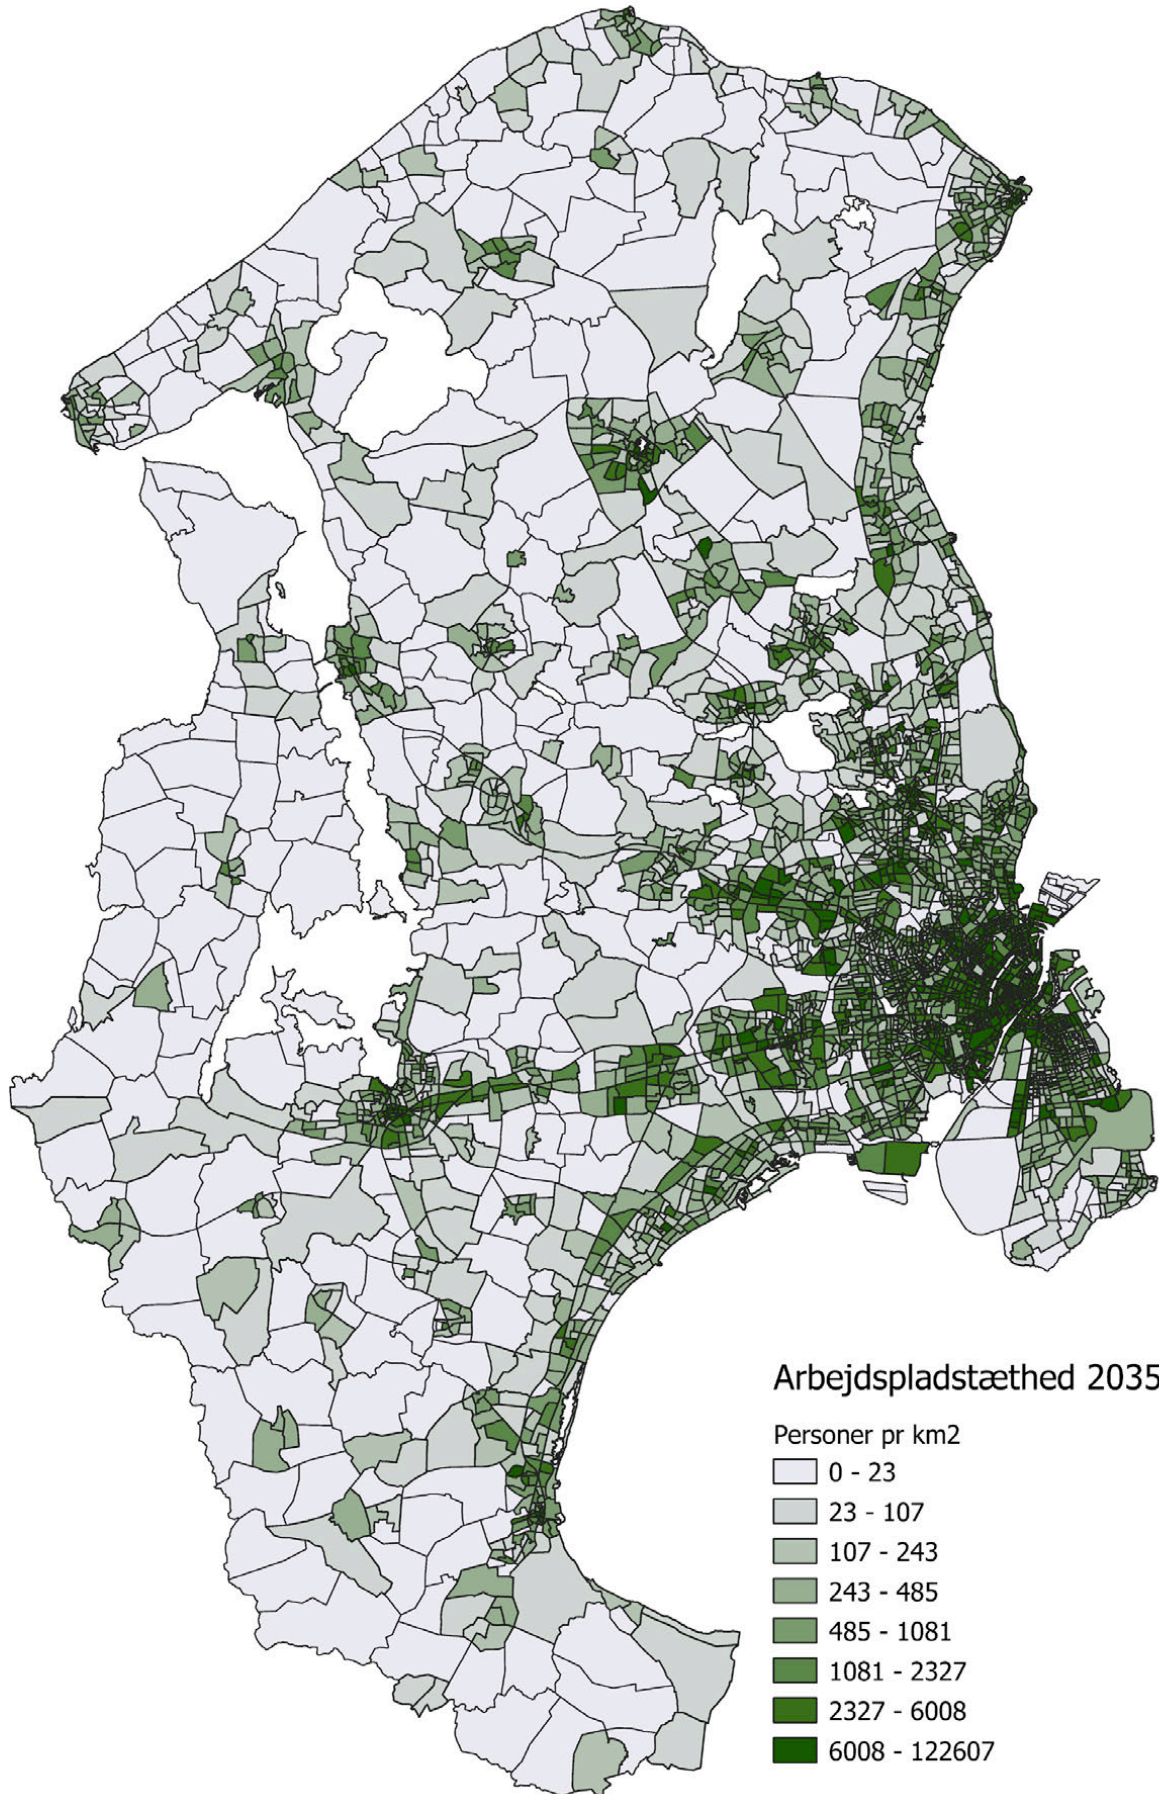 Arbejdspladstæthed 2035
Personer pr km2
0 - 23
23 - 107
107 - 243
243 - 485
485 - 1081
1081 - 2327
2327 - 6008
6008 - 122607